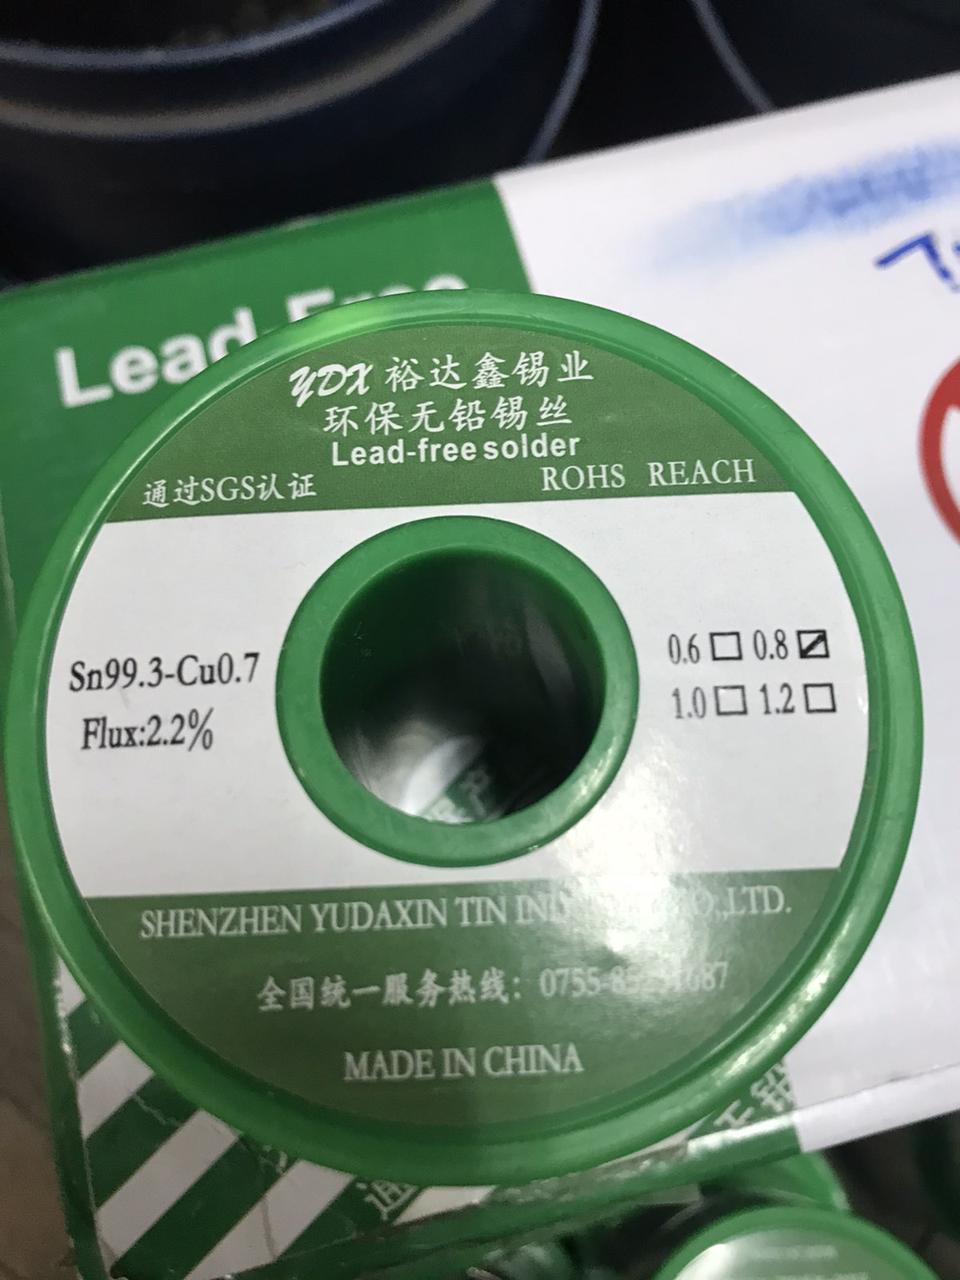 Lead-Free
YDX 裕达鑫锡业
环保无铅锡丝
Lead-free solder
通过SGS认证 ROHS REACH
Sn99.3-Cu0.7
Flux:2.2%
0.6 0.8
1.0 1.2
SHENZHEN YUDAXIN TIN CO.,LTD.
全国统一服务热线:
MADE IN CHINA